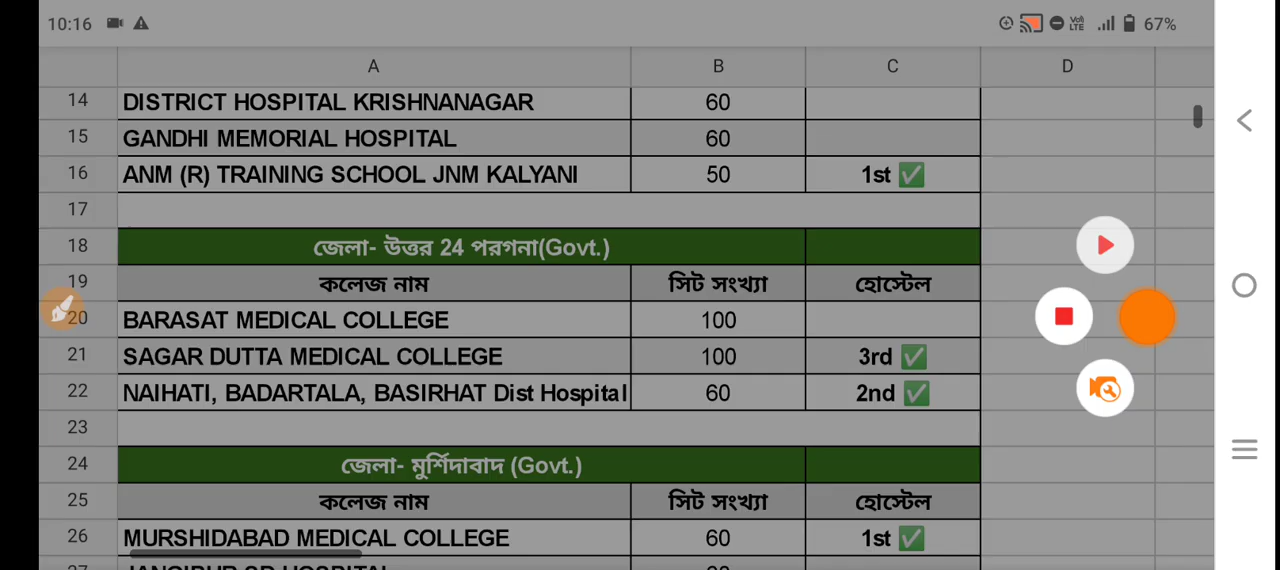 10:16 67%
A B C D
14 DISTRICT HOSPITAL KRISHNANAGAR 60
15 GANDHI MEMORIAL HOSPITAL 60
16 ANM (R) TRAINING SCHOOL JNM KALYANI 50 1st ✅
17
18 জেলা- উত্তর 24 পরগনা(Govt.)
19 কলেজ নাম সিট সংখ্যা হোস্টেল
20 BARASAT MEDICAL COLLEGE 100
21 SAGAR DUTTA MEDICAL COLLEGE 100 3rd ✅
22 NAIHATI, BADARTALA, BASIRHAT Dist Hospital 60 2nd ✅
23
24 জেলা- মুর্শিদাবাদ (Govt.)
25 কলেজ নাম সিট সংখ্যা হোস্টেল
26 MURSHIDABAD MEDICAL COLLEGE 60 1st ✅